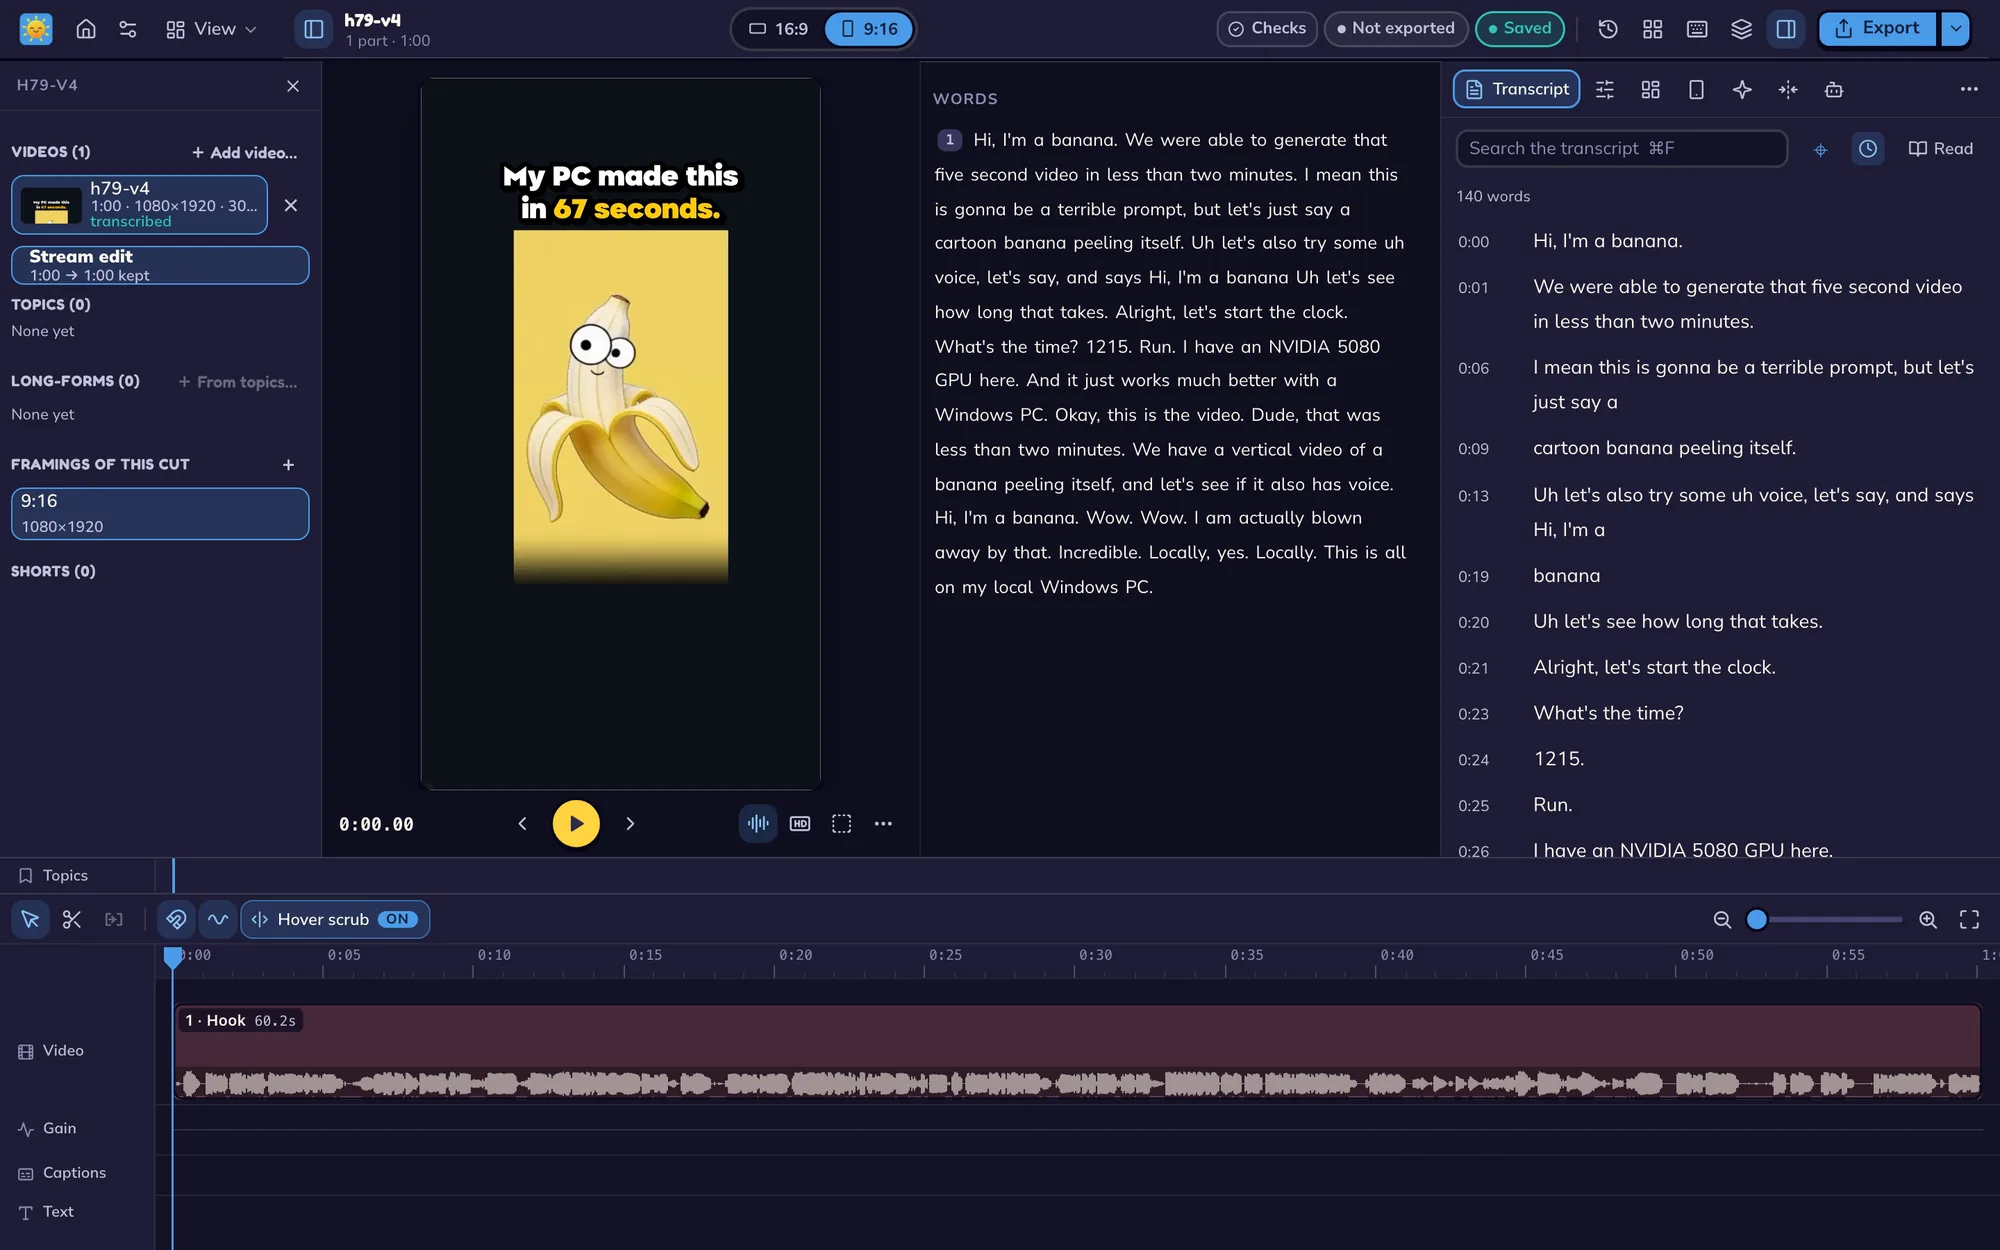 View
h79-v4
1 part · 1:00
16:9
9:16
Checks
Not exported
Saved
Export
H79-V4
VIDEOS (1)
+ Add video...
h79-v4
1:00 · 1080×1920 · 30...
transcribed
Stream edit
1:00 → 1:00 kept
TOPICS (0)
None yet
LONG-FORMS (0)
+ From topics...
None yet
FRAMINGS OF THIS CUT
+
9:16
1080×1920
SHORTS (0)
My PC made this
in 67 seconds.
0:00.00
HD
WORDS
1 Hi, I'm a banana. We were able to generate that
five second video in less than two minutes. I mean this
is gonna be a terrible prompt, but let's just say a
cartoon banana peeling itself. Uh let's also try some uh
voice, let's say, and says Hi, I'm a banana Uh let's see
how long that takes. Alright, let's start the clock.
What's the time? 1215. Run. I have an NVIDIA 5080
GPU here. And it just works much better with a
Windows PC. Okay, this is the video. Dude, that was
less than two minutes. We have a vertical video of a
banana peeling itself, and let's see if it also has voice.
Hi, I'm a banana. Wow. Wow. I am actually blown
away by that. Incredible. Locally, yes. Locally. This is all
on my local Windows PC.
Transcript
Search the transcript ⌘F
Read
140 words
0:00 Hi, I'm a banana.
0:01 We were able to generate that five second video
in less than two minutes.
0:06 I mean this is gonna be a terrible prompt, but let's
just say a
0:09 cartoon banana peeling itself.
0:13 Uh let's also try some uh voice, let's say, and says
Hi, I'm a
0:19 banana
0:20 Uh let's see how long that takes.
0:21 Alright, let's start the clock.
0:23 What's the time?
0:24 1215.
0:25 Run.
0:26 I have an NVIDIA 5080 GPU here.
Topics
Hover scrub ON
0:00 0:05 0:10 0:15 0:20 0:25 0:30 0:35 0:40 0:45 0:50 0:55 1:
1 · Hook 60.2s
Video
Gain
Captions
Text